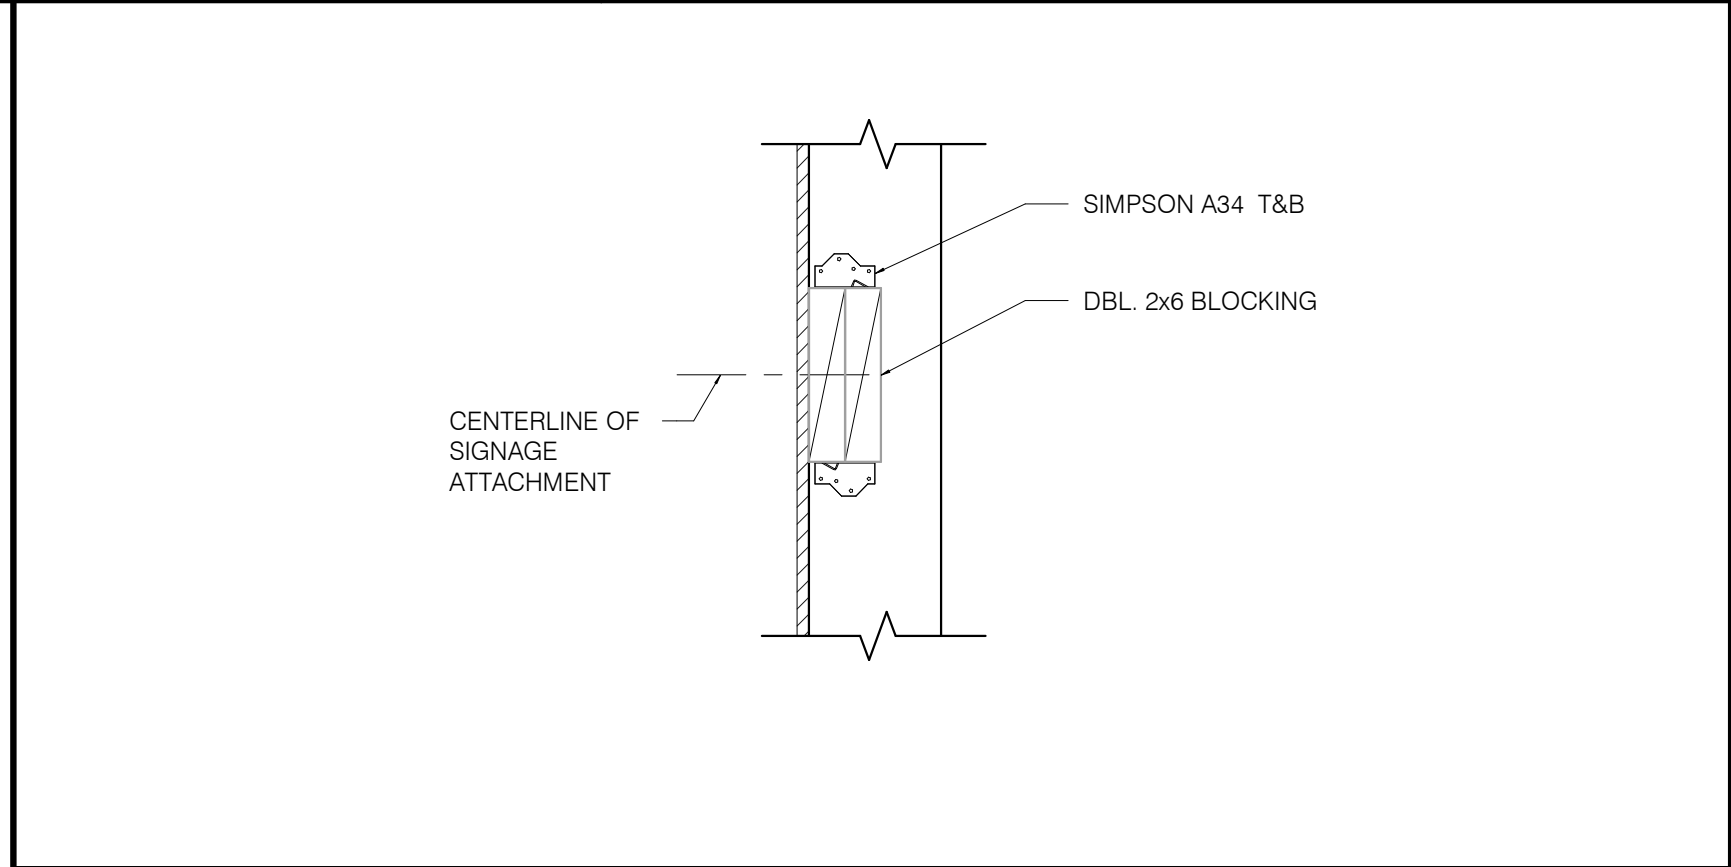 SIMPSON A34  T&B
DBL. 2x6 BLOCKING
CENTERLINE OF
SIGNAGE
ATTACHMENT